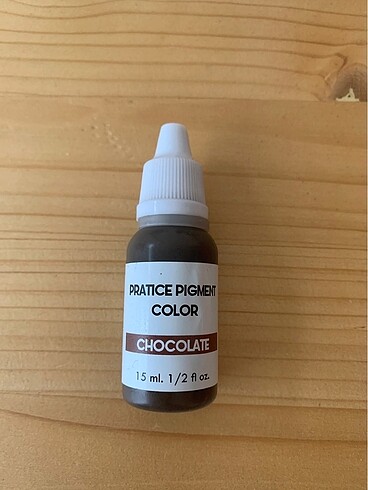 PRATICE PIGMENT
COLOR
CHOCOLATE
15 ml. 1/2 fl oz.